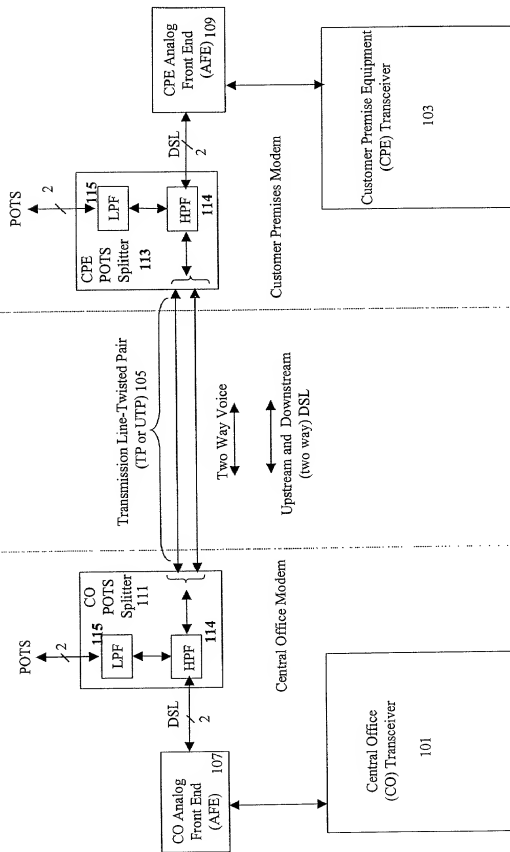 POTS
2
CO
POTS
Splitter
111
115
LPF
HPF
114
DSL
2
CO Analog
Front End
(AFE)
107
Central Office Modem
Central Office
(CO) Transceiver
101
Transmission Line-Twisted Pair
(TP or UTP) 105
Two Way Voice
Upstream and Downstream
(two way) DSL
POTS
2
CPE
POTS
Splitter
113
115
LPF
HPF
114
DSL
2
CPE Analog
Front End
(AFE) 109
Customer Premises Modem
Customer Premise Equipment
(CPE) Transceiver
103